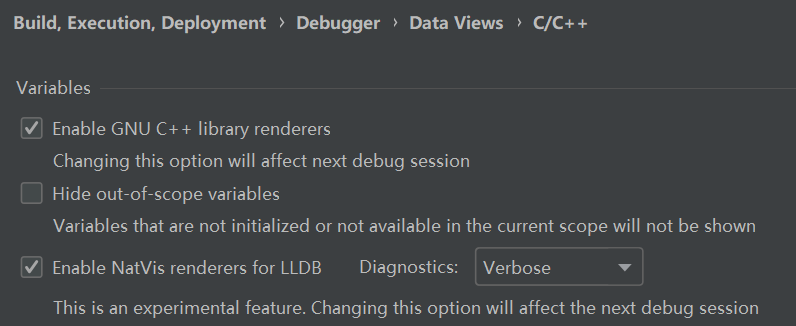 Build, Execution, Deployment › Debugger › Data Views › C/C++
Variables
Enable GNU C++ library renderers
Changing this option will affect next debug session
Hide out-of-scope variables
Variables that are not initialized or not available in the current scope will not be shown
Enable NatVis renderers for LLDB Diagnostics: Verbose
This is an experimental feature. Changing this option will affect the next debug session